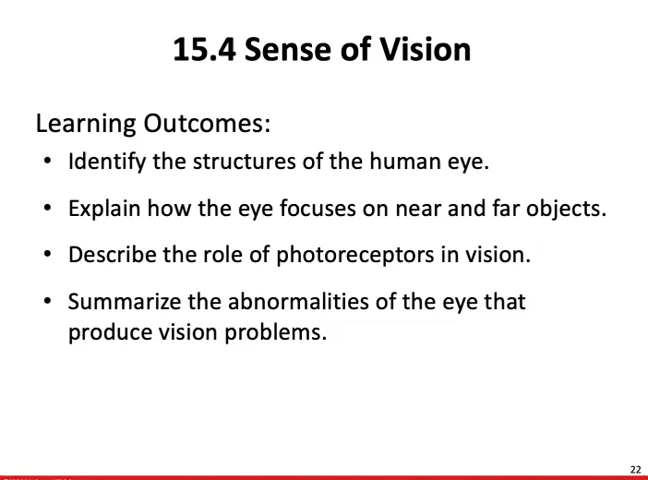 15.4 Sense of Vision
Learning Outcomes:
• Identify the structures of the human eye.
• Explain how the eye focuses on near and far objects.
• Describe the role of photoreceptors in vision.
• Summarize the abnormalities of the eye that
produce vision problems.
22